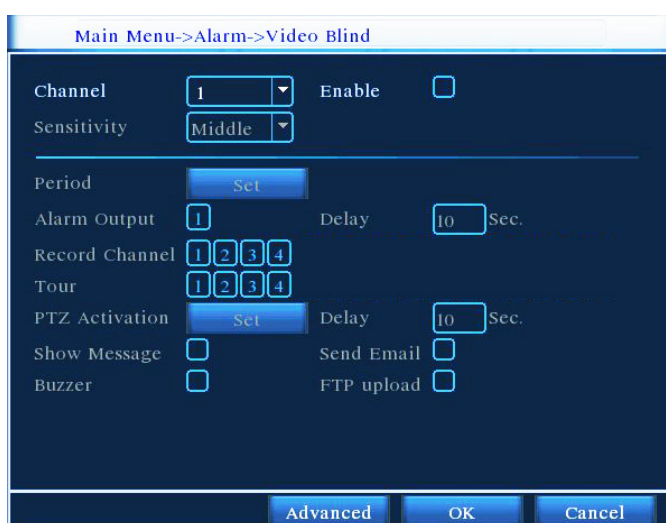 Main Menu->Alarm->Video Blind
Channel 1 Enable
Sensitivity Middle
Period Set
Alarm Output 1 Delay 10 Sec.
Record Channel 1 2 3 4
Tour 1 2 3 4
PTZ Activation Set Delay 10 Sec.
Show Message Send Email
Buzzer FTP upload
Advanced OK Cancel